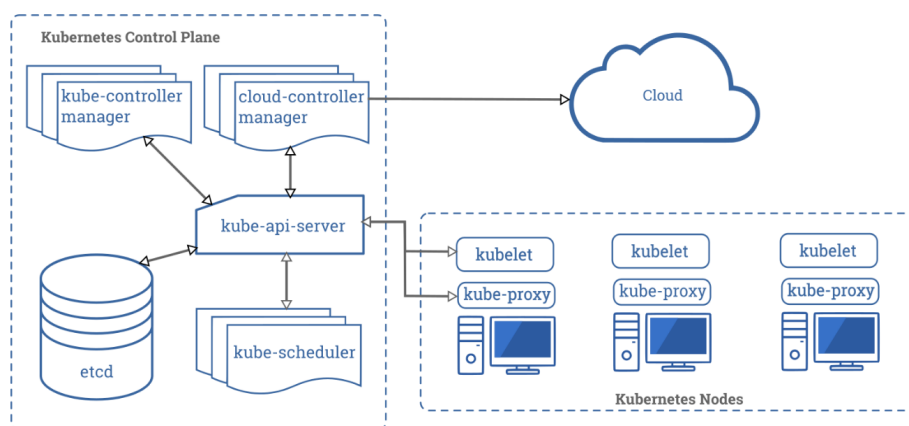 Kubernetes Control Plane
kube-controller
manager
cloud-controller
manager
Cloud
kube-api-server
kubelet
kubelet
kubelet
kube-proxy
kube-proxy
kube-proxy
etcd
kube-scheduler
Kubernetes Nodes